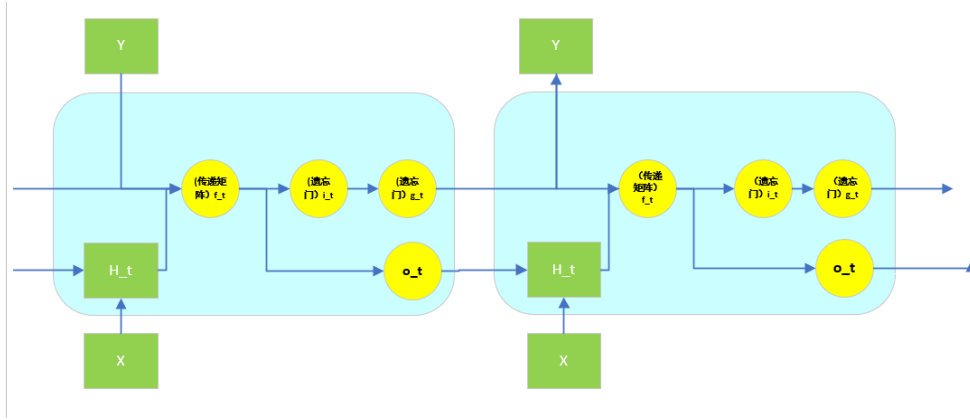 Y
Y
(传递矩
阵）f_t
(遗忘
门）i_t
(遗忘
门）g_t
（传递
矩阵）
f_t
（遗忘
门）i_t
（遗忘
门）g_t
H_t
o_t
H_t
o_t
X
X